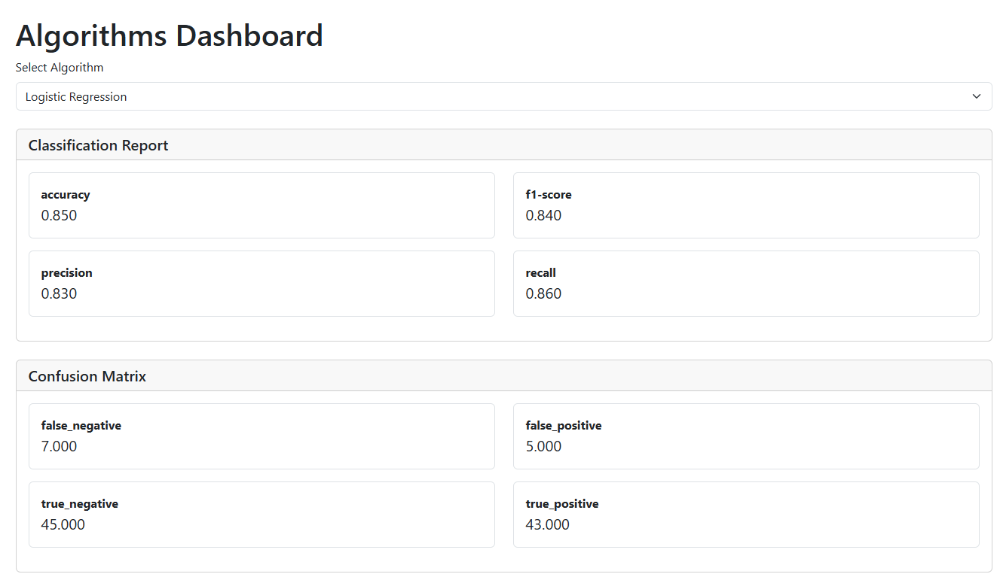 Algorithms Dashboard
Select Algorithm
Logistic Regression
Classification Report
accuracy
0.850
f1-score
0.840
precision
0.830
recall
0.860
Confusion Matrix
false_negative
7.000
false_positive
5.000
true_negative
45.000
true_positive
43.000